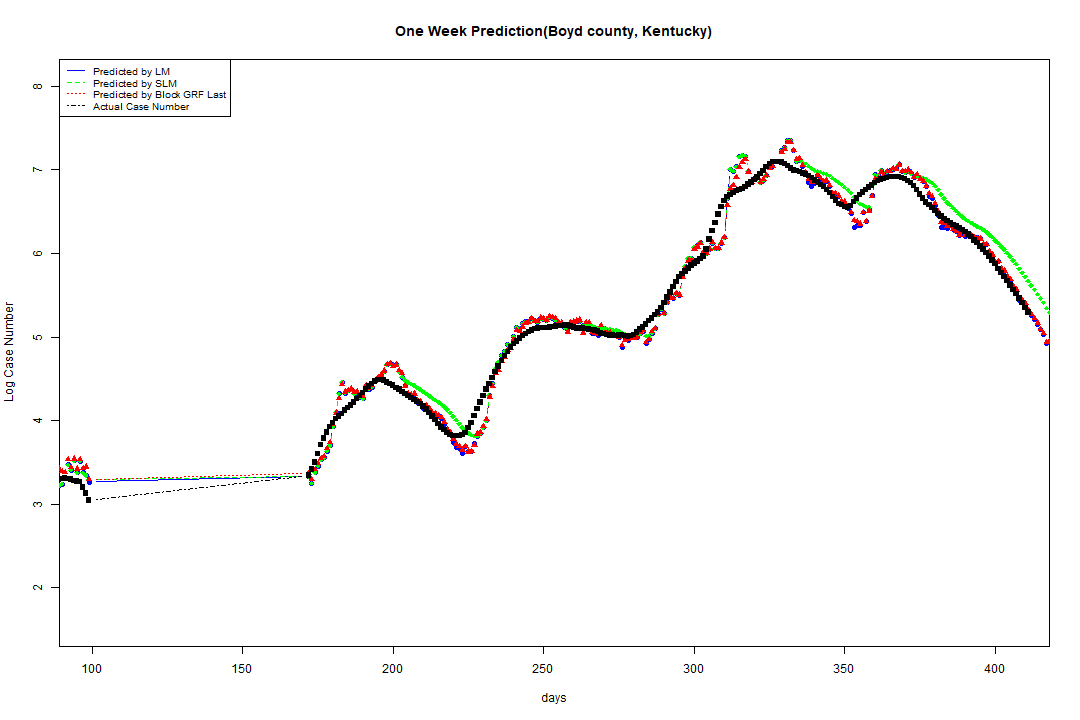 One Week Prediction(Boyd county, Kentucky)
Predicted by LM
Predicted by SLM
Predicted by Block GRF Last
Actual Case Number
8
7
6
5
4
3
2
Log Case Number
100 150 200 250 300 350 400
days